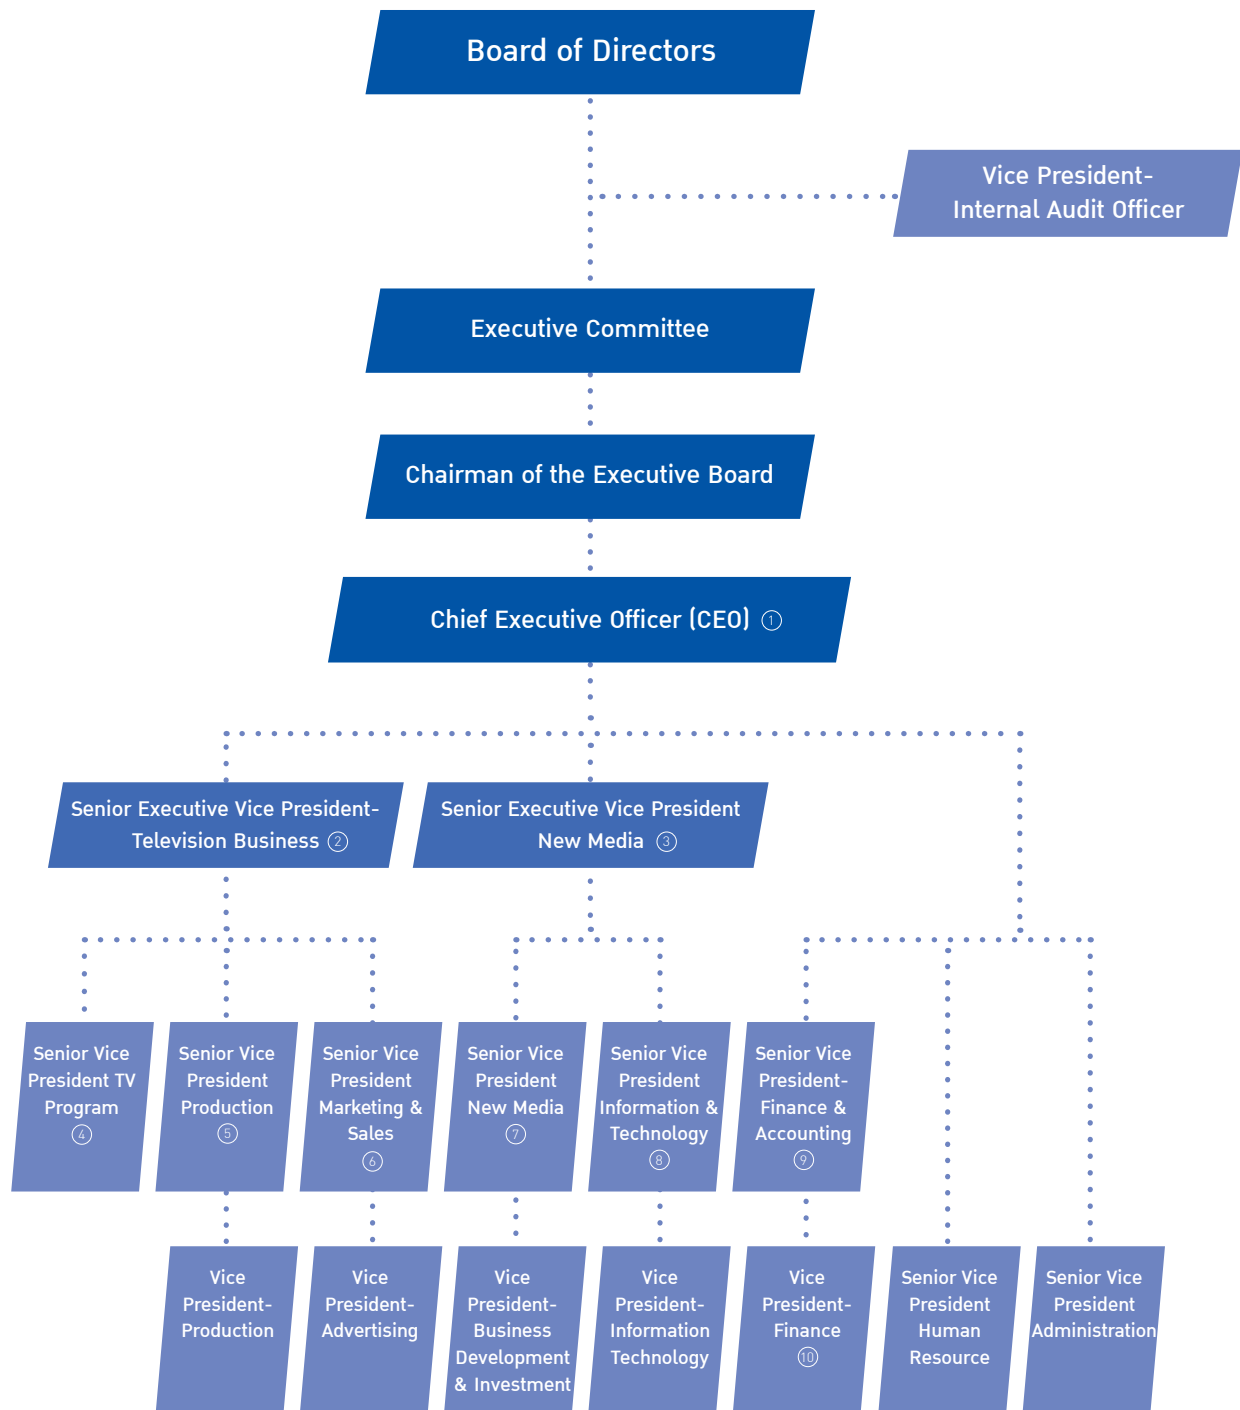 Board of Directors
Vice President-
Internal Audit Officer
Executive Committee
Chairman of the Executive Board
Chief Executive Officer (CEO) ①
Senior Executive Vice President-
Television Business ②
Senior Executive Vice President
New Media ③
Senior Vice
President TV
Program
④
Senior Vice
President
Production
⑤
Senior Vice
President
Marketing &
Sales
⑥
Senior Vice
President
New Media
⑦
Senior Vice
President
Information &
Technology
⑧
Senior Vice
President-
Finance &
Accounting
⑨
Vice
President-
Production
Vice
President-
Advertising
Vice
President-
Business
Development
& Investment
Vice
President-
Information
Technology
Vice
President-
Finance
⑩
Senior Vice
President
Human
Resource
Senior Vice
President
Administration